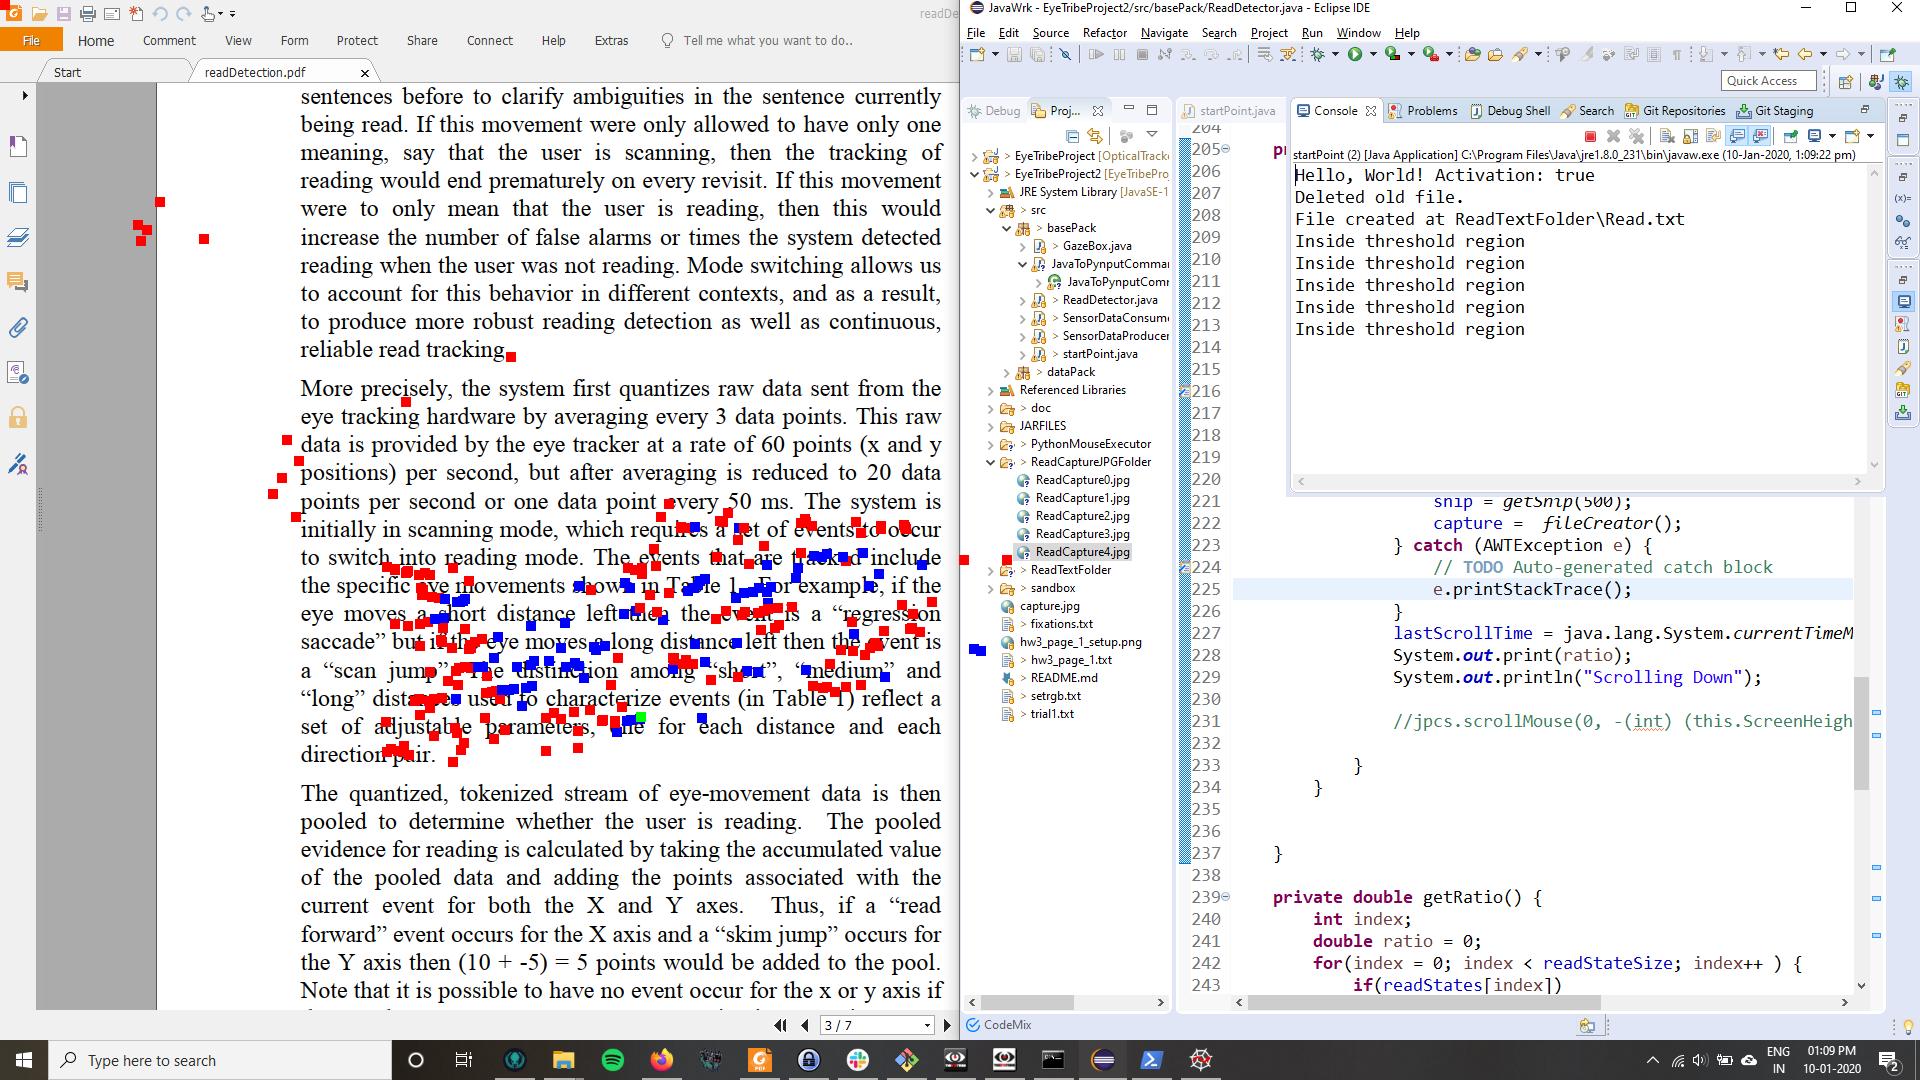 readDe
File
Home
Comment
View
Form
Protect
Share
Connect
Help
Extras
Tell me what you want to do..
Start
readDetection.pdf
sentences before to clarify ambiguities in the sentence currently
being read. If this movement were only allowed to have only one
meaning, say that the user is scanning, then the tracking of
reading would end prematurely on every revisit. If this movement
were to only mean that the user is reading, then this would
increase the number of false alarms or times the system detected
reading when the user was not reading. Mode switching allows us
to account for this behavior in different contexts, and as a result,
to produce more robust reading detection as well as continuous,
reliable read tracking
More precisely, the system first quantizes raw data sent from the
eye tracking hardware by averaging every 3 data points. This raw
data is provided by the eye tracker at a rate of 60 points (x and y
positions) per second, but after averaging is reduced to 20 data
points per second or one data point every 50 ms. The system is
initially in scanning mode, which requires a set of events to occur
to switch into reading mode. The events that are tracked include
the specific eye movements shown in Table 1. For example, if the
eye moves a short distance left then the event is a “regression
saccade” but if the eye moves a long distance left then the event is
a “scan jump” The distinction among “short”, “medium” and
“long” distances used to characterize events (in Table 1) reflect a
set of adjustable parameters, one for each distance and each
direction pair.
The quantized, tokenized stream of eye-movement data is then
pooled to determine whether the user is reading. The pooled
evidence for reading is calculated by taking the accumulated value
of the pooled data and adding the points associated with the
current event for both the X and Y axes. Thus, if a “read
forward” event occurs for the X axis and a “skim jump” occurs for
the Y axis then (10 + -5) = 5 points would be added to the pool.
Note that it is possible to have no event occur for the x or y axis if
3 / 7
JavaWrk - EyeTribeProject2/src/basePack/ReadDetector.java - Eclipse IDE
File Edit Source Refactor Navigate Search Project Run Window Help
Quick Access
Debug
Proj...
EyeTribeProject [OpticalTrack
EyeTribeProject2 [EyeTribePro
JRE System Library [JavaSE-1
src
basePack
GazeBox.java
JavaToPynputComma
JavaToPynputComm
ReadDetector.java
SensorDataConsume
SensorDataProducer
startPoint.java
dataPack
Referenced Libraries
doc
JARFILES
PythonMouseExecutor
ReadCaptureJPGFolder
ReadCapture0.jpg
ReadCapture1.jpg
ReadCapture2.jpg
ReadCapture3.jpg
ReadCapture4.jpg
ReadTextFolder
sandbox
capture.jpg
fixations.txt
hw3_page_1_setup.png
hw3_page_1.txt
README.md
setrgb.txt
trial1.txt
startPoint.java
Console
Problems
Debug Shell
Search
Git Repositories
Git Staging
startPoint (2) [Java Application] C:\Program Files\Java\jre1.8.0_231\bin\javaw.exe (10-Jan-2020, 1:09:22 pm)
Hello, World! Activation: true
Deleted old file.
File created at ReadTextFolder\Read.txt
Inside threshold region
Inside threshold region
Inside threshold region
Inside threshold region
Inside threshold region
204
205 pr
206
207
208
209
210
211
212
213
214
215
216
217
218
219
220
221 snip = getSnip(500);
222 capture = fileCreator();
223 } catch (AWTException e) {
224 // TODO Auto-generated catch block
225 e.printStackTrace();
226 }
227 lastScrollTime = java.lang.System.currentTimeM
228 System.out.print(ratio);
229 System.out.println("Scrolling Down");
230
231 //jpcs.scrollMouse(0, -(int) (this.ScreenHeigh
232
233 }
234 }
235
236
237 }
238
239 private double getRatio() {
240 int index;
241 double ratio = 0;
242 for(index = 0; index < readStateSize; index++ ) {
243 if(readStates[index])
CodeMix
Type here to search
ENG
IN
01:09 PM
10-01-2020
2